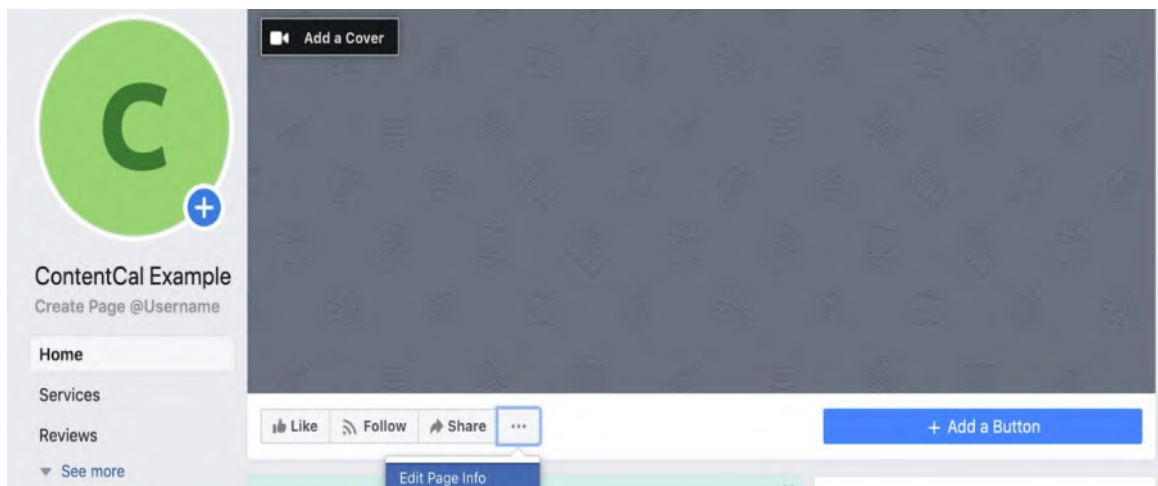 Add a Cover
C
ContentCal Example
Create Page @Username
Home
Services
Reviews
See more
Like Follow Share ...
+ Add a Button
Edit Page Info